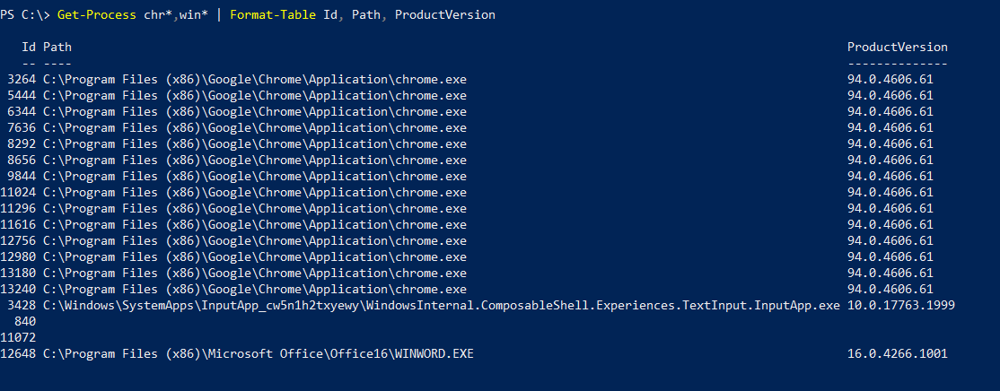 PS C:\> Get-Process chr*,win* | Format-Table Id, Path, ProductVersion
Id Path ProductVersion
-- ---- --------------
3264 C:\Program Files (x86)\Google\Chrome\Application\chrome.exe 94.0.4606.61
5444 C:\Program Files (x86)\Google\Chrome\Application\chrome.exe 94.0.4606.61
6344 C:\Program Files (x86)\Google\Chrome\Application\chrome.exe 94.0.4606.61
7636 C:\Program Files (x86)\Google\Chrome\Application\chrome.exe 94.0.4606.61
8292 C:\Program Files (x86)\Google\Chrome\Application\chrome.exe 94.0.4606.61
8656 C:\Program Files (x86)\Google\Chrome\Application\chrome.exe 94.0.4606.61
9844 C:\Program Files (x86)\Google\Chrome\Application\chrome.exe 94.0.4606.61
11024 C:\Program Files (x86)\Google\Chrome\Application\chrome.exe 94.0.4606.61
11296 C:\Program Files (x86)\Google\Chrome\Application\chrome.exe 94.0.4606.61
11616 C:\Program Files (x86)\Google\Chrome\Application\chrome.exe 94.0.4606.61
12756 C:\Program Files (x86)\Google\Chrome\Application\chrome.exe 94.0.4606.61
12980 C:\Program Files (x86)\Google\Chrome\Application\chrome.exe 94.0.4606.61
13180 C:\Program Files (x86)\Google\Chrome\Application\chrome.exe 94.0.4606.61
13240 C:\Program Files (x86)\Google\Chrome\Application\chrome.exe 94.0.4606.61
3428 C:\Windows\SystemApps\InputApp_cw5n1h2txyewy\WindowsInternal.ComposableShell.Experiences.TextInput.InputApp.exe 10.0.17763.1999
840
11072
12648 C:\Program Files (x86)\Microsoft Office\Office16\WINWORD.EXE 16.0.4266.1001